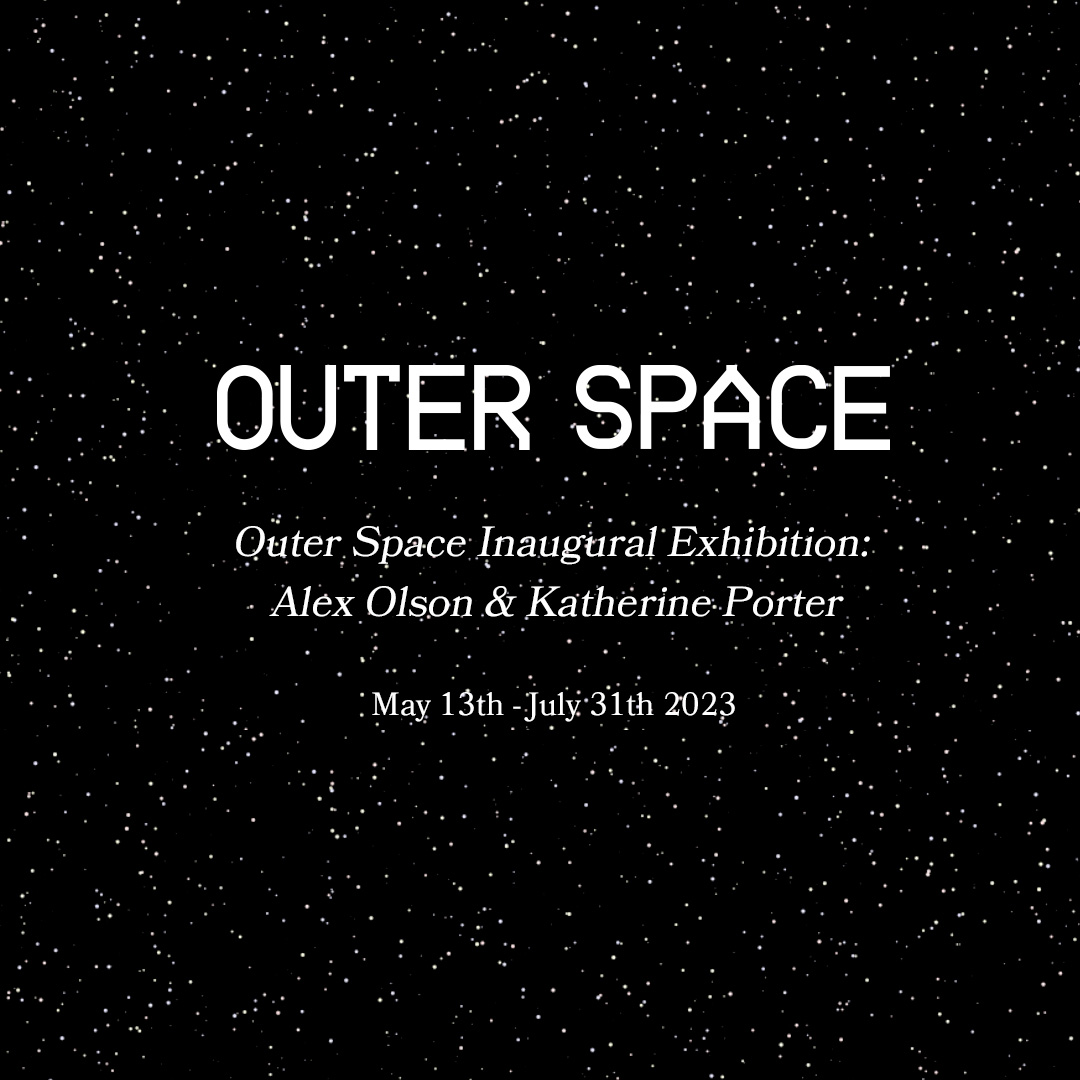 OUTER SPACE
Outer Space Inaugural Exhibition:
Alex Olson & Katherine Porter
May 13th - July 31th 2023